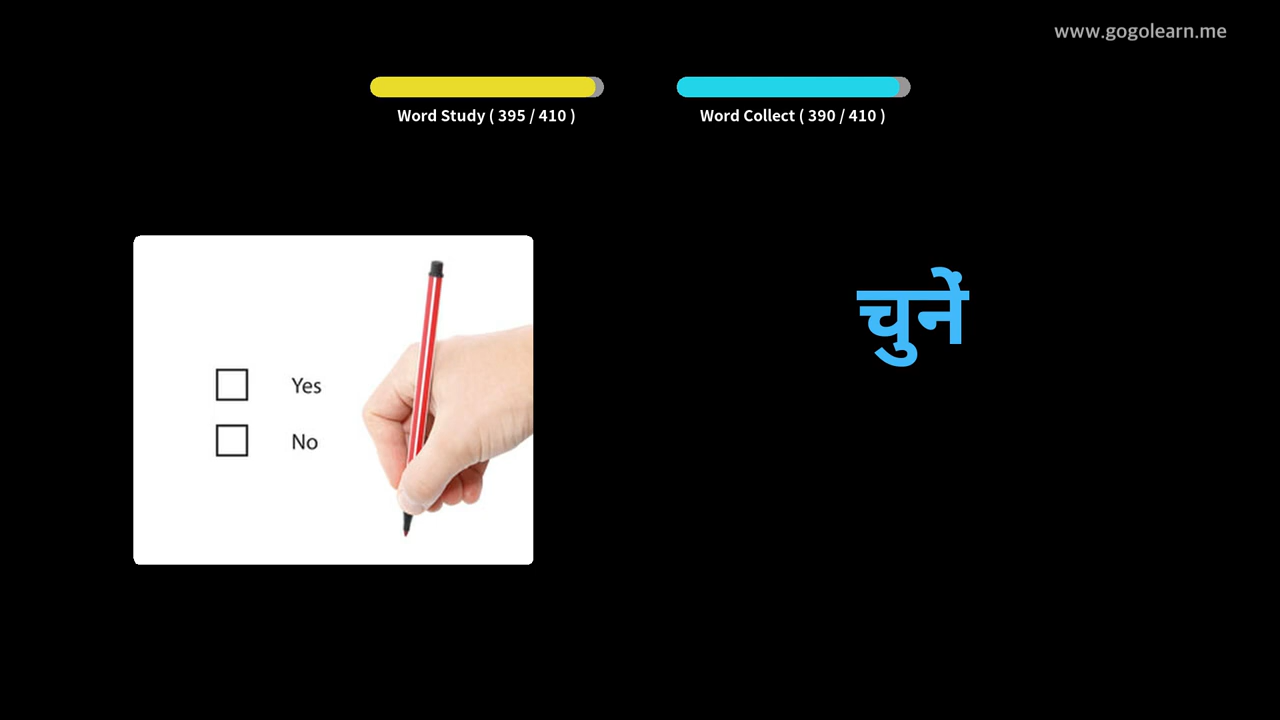 www.gogolearn.me
Word Study ( 395 / 410 )
Word Collect ( 390 / 410 )
चुनें
Yes
No